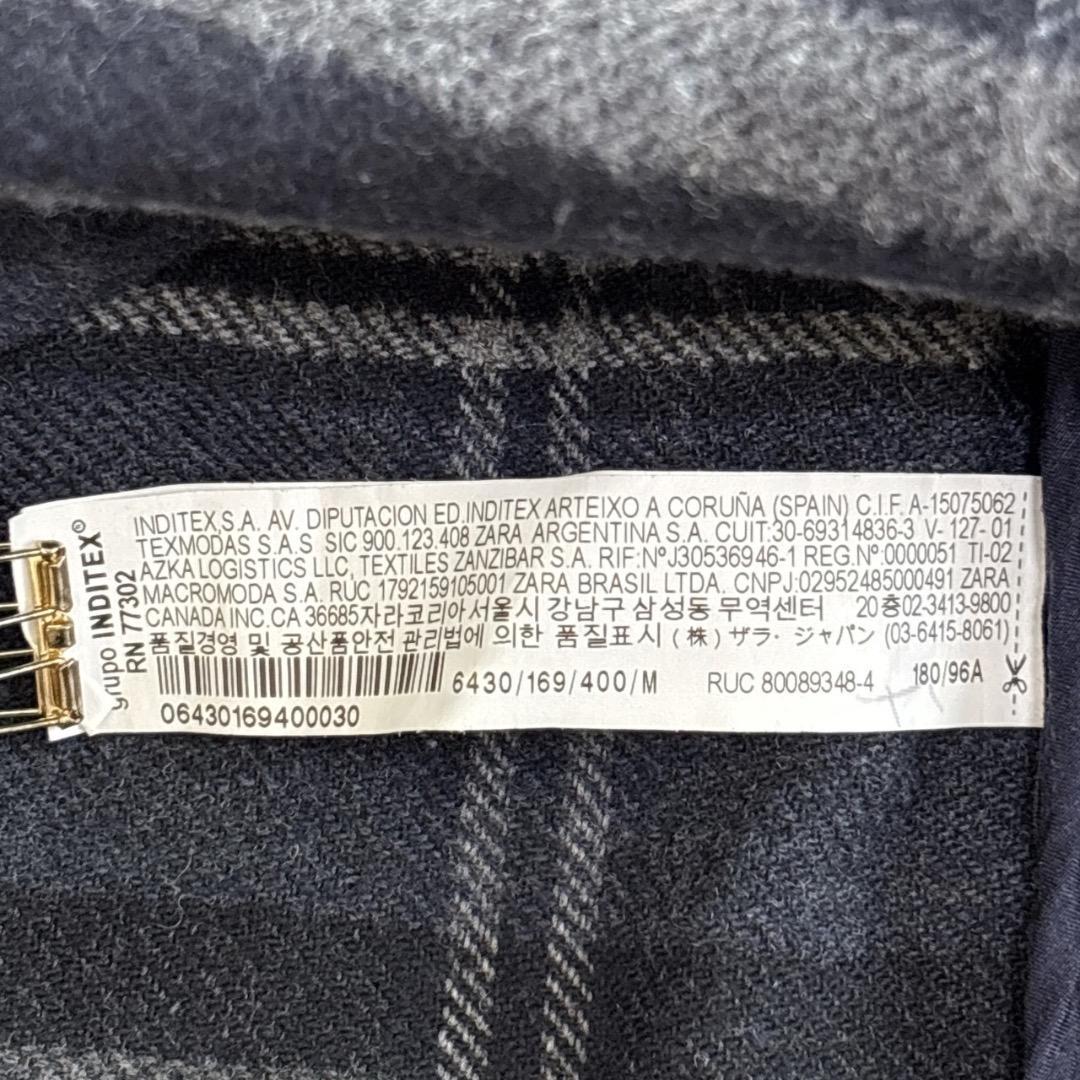 grupo INDITEX®
RN 77302
INDITEX,S.A. AV. DIPUTACION ED.INDITEX ARTEIXO A CORUÑA (SPAIN) C.I.F. A-15075062
TEXMODAS S.A.S SIC 900.123.408 ZARA ARGENTINA S.A. CUIT:30-69314836-3 V-127-01
AZKA LOGISTICS LLC, TEXTILES ZANZIBAR S.A. RIF:Nº J30536946-1 REG.Nº:0000051 TI-02
MACROMODA S.A. RUC 1792159105001 ZARA BRASIL LTDA. CNPJ:02952485000491 ZARA
CANADA INC.CA 36685자라코리아 서울시 강남구 삼성동 무역센터 20층02-3413-9800
품질경영 및 공산품안전 관리법에 의한 품질표시 (株) ザラ・ジャパン (03-6415-8061)
6430/169/400/M RUC 80089348-4 180/96A
06430169400030